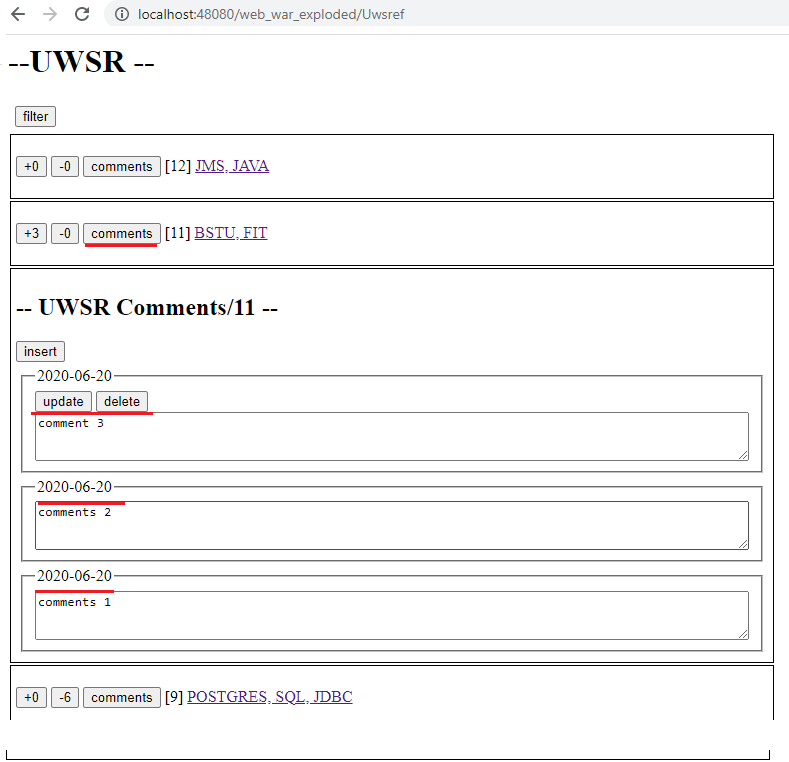 localhost:48080/web_war_exploded/Uwsref
--UWSR --
filter
+0 -0 comments [12] JMS, JAVA
+3 -0 comments [11] BSTU, FIT
-- UWSR Comments/11 --
insert
2020-06-20
update delete
comment 3
2020-06-20
comments 2
2020-06-20
comments 1
+0 -6 comments [9] POSTGRES, SQL, JDBC